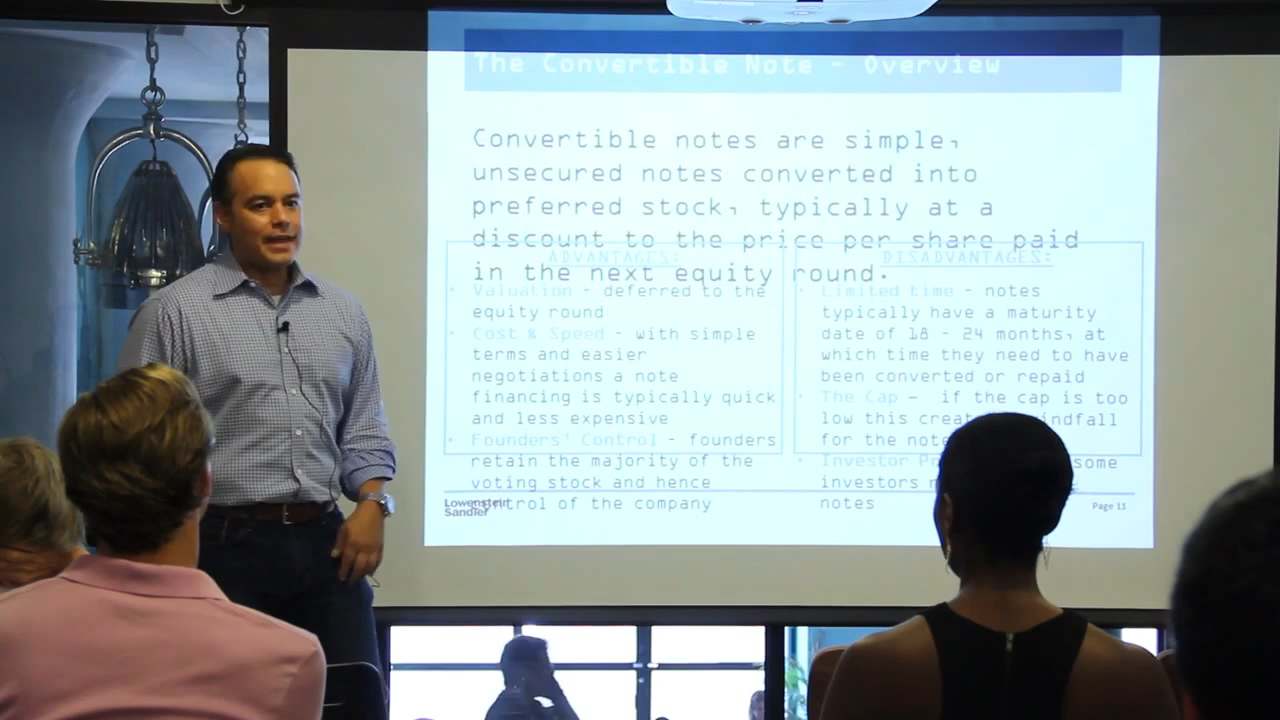 The Convertible Note - Overview
Convertible notes are simple,
unsecured notes converted into
preferred stock, typically at a
discount to the price per share paid
in the next equity round.
ADVANTAGES:
• Valuation - deferred to the
equity round
• Cost & Speed - with simple
terms and easier
negotiations a note
financing is typically quick
and less expensive
• Founders' Control - founders
retain the majority of the
voting stock and hence
control of the company
DISADVANTAGES:
• Limited time - notes
typically have a maturity
date of 18 - 24 months, at
which time they need to have
been converted or repaid
• The Cap – if the cap is too
low this
for the
• Investor some
investors
notes
Lowenstein
Sandler
Page 11